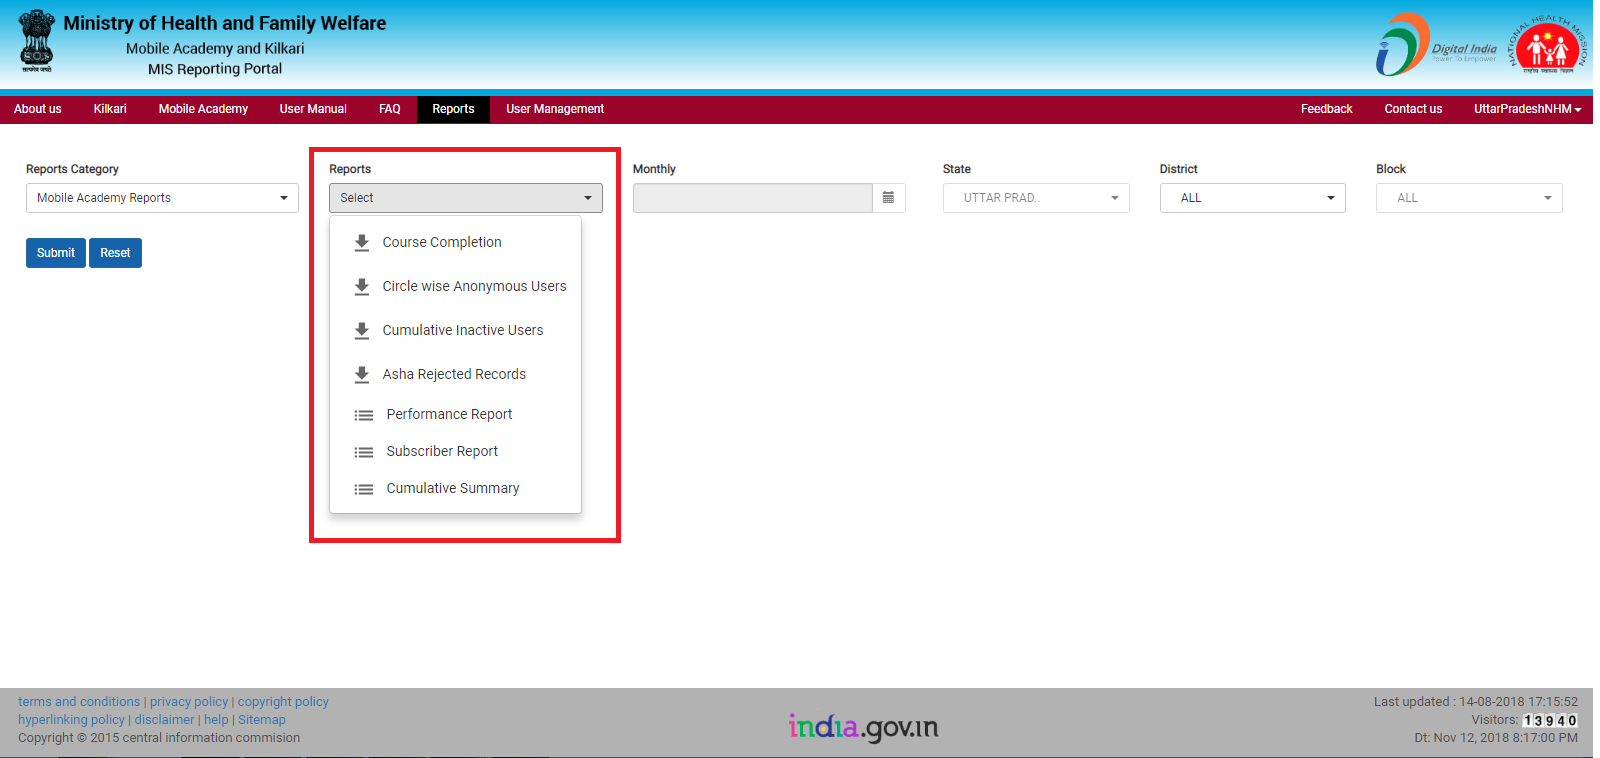 Ministry of Health and Family Welfare
Mobile Academy and Kilkari
MIS Reporting Portal
सत्यमेव जयते
Digital India
Power To Empower
NATIONAL HEALTH MISSION
राष्ट्रीय स्वास्थ्य मिशन
About us Kilkari Mobile Academy User Manual FAQ Reports User Management Feedback Contact us UttarPradeshNHM
Reports Category Reports Monthly State District Block
Mobile Academy Reports Select UTTAR PRAD.. ALL ALL
Submit Reset
Course Completion
Circle wise Anonymous Users
Cumulative Inactive Users
Asha Rejected Records
Performance Report
Subscriber Report
Cumulative Summary
terms and conditions | privacy policy | copyright policy
hyperlinking policy | disclaimer | help | Sitemap
Copyright © 2015 central information commision
india.gov.in
Last updated : 14-08-2018 17:15:52
Visitors: 13940
Dt: Nov 12, 2018 8:17:00 PM